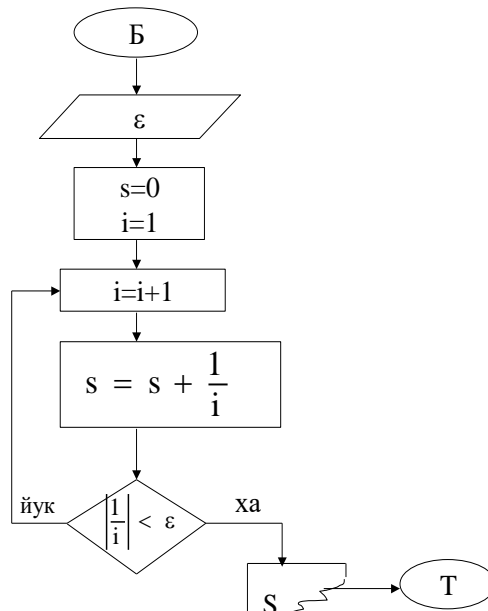 Б
ε
s=0
i=1
i=i+1
s = s + 1/i
йук
|1/i| < ε
ха
S
Т